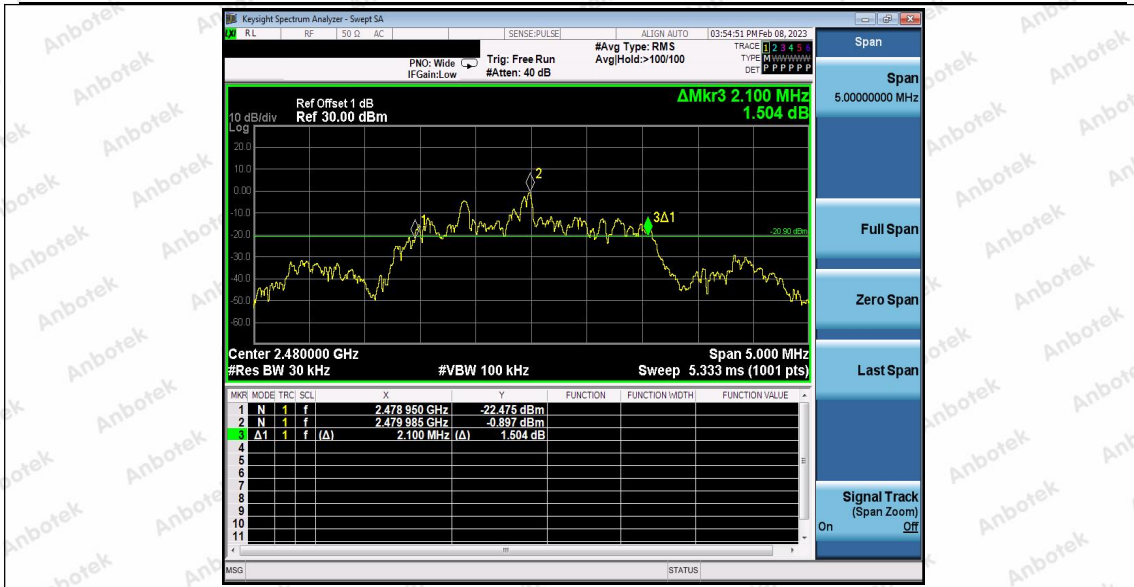 Keysight Spectrum Analyzer - Swept SA
LXI RL RF 50 Ω AC SENSE:PULSE ALIGN AUTO 03:54:51 PM Feb 08, 2023
PNO: Wide Trig: Free Run #Avg Type: RMS TRACE 1 2 3 4 5 6
IFGain:Low #Atten: 40 dB Avg|Hold:>100/100 TYPE M W W W W W
DET P P P P P P
ΔMkr3 2.100 MHz
1.504 dB
Ref Offset 1 dB
10 dB/div Ref 30.00 dBm
Log
20.0
10.0
0.00
-10.0
-20.0
-30.0
-40.0
-50.0
-60.0
1
2
3Δ1
-20.90 dBm
Center 2.480000 GHz Span 5.000 MHz
#Res BW 30 kHz #VBW 100 kHz Sweep 5.333 ms (1001 pts)
MKR MODE TRC SCL X Y FUNCTION FUNCTION WIDTH FUNCTION VALUE
1 N 1 f 2.478 950 GHz -22.475 dBm
2 N 1 f 2.479 985 GHz -0.897 dBm
3 Δ1 1 f (Δ) 2.100 MHz (Δ) 1.504 dB
4
5
6
7
8
9
10
11
MSG STATUS
Span
Span
5.00000000 MHz
Full Span
Zero Span
Last Span
Signal Track
(Span Zoom)
On Off
Anbotek